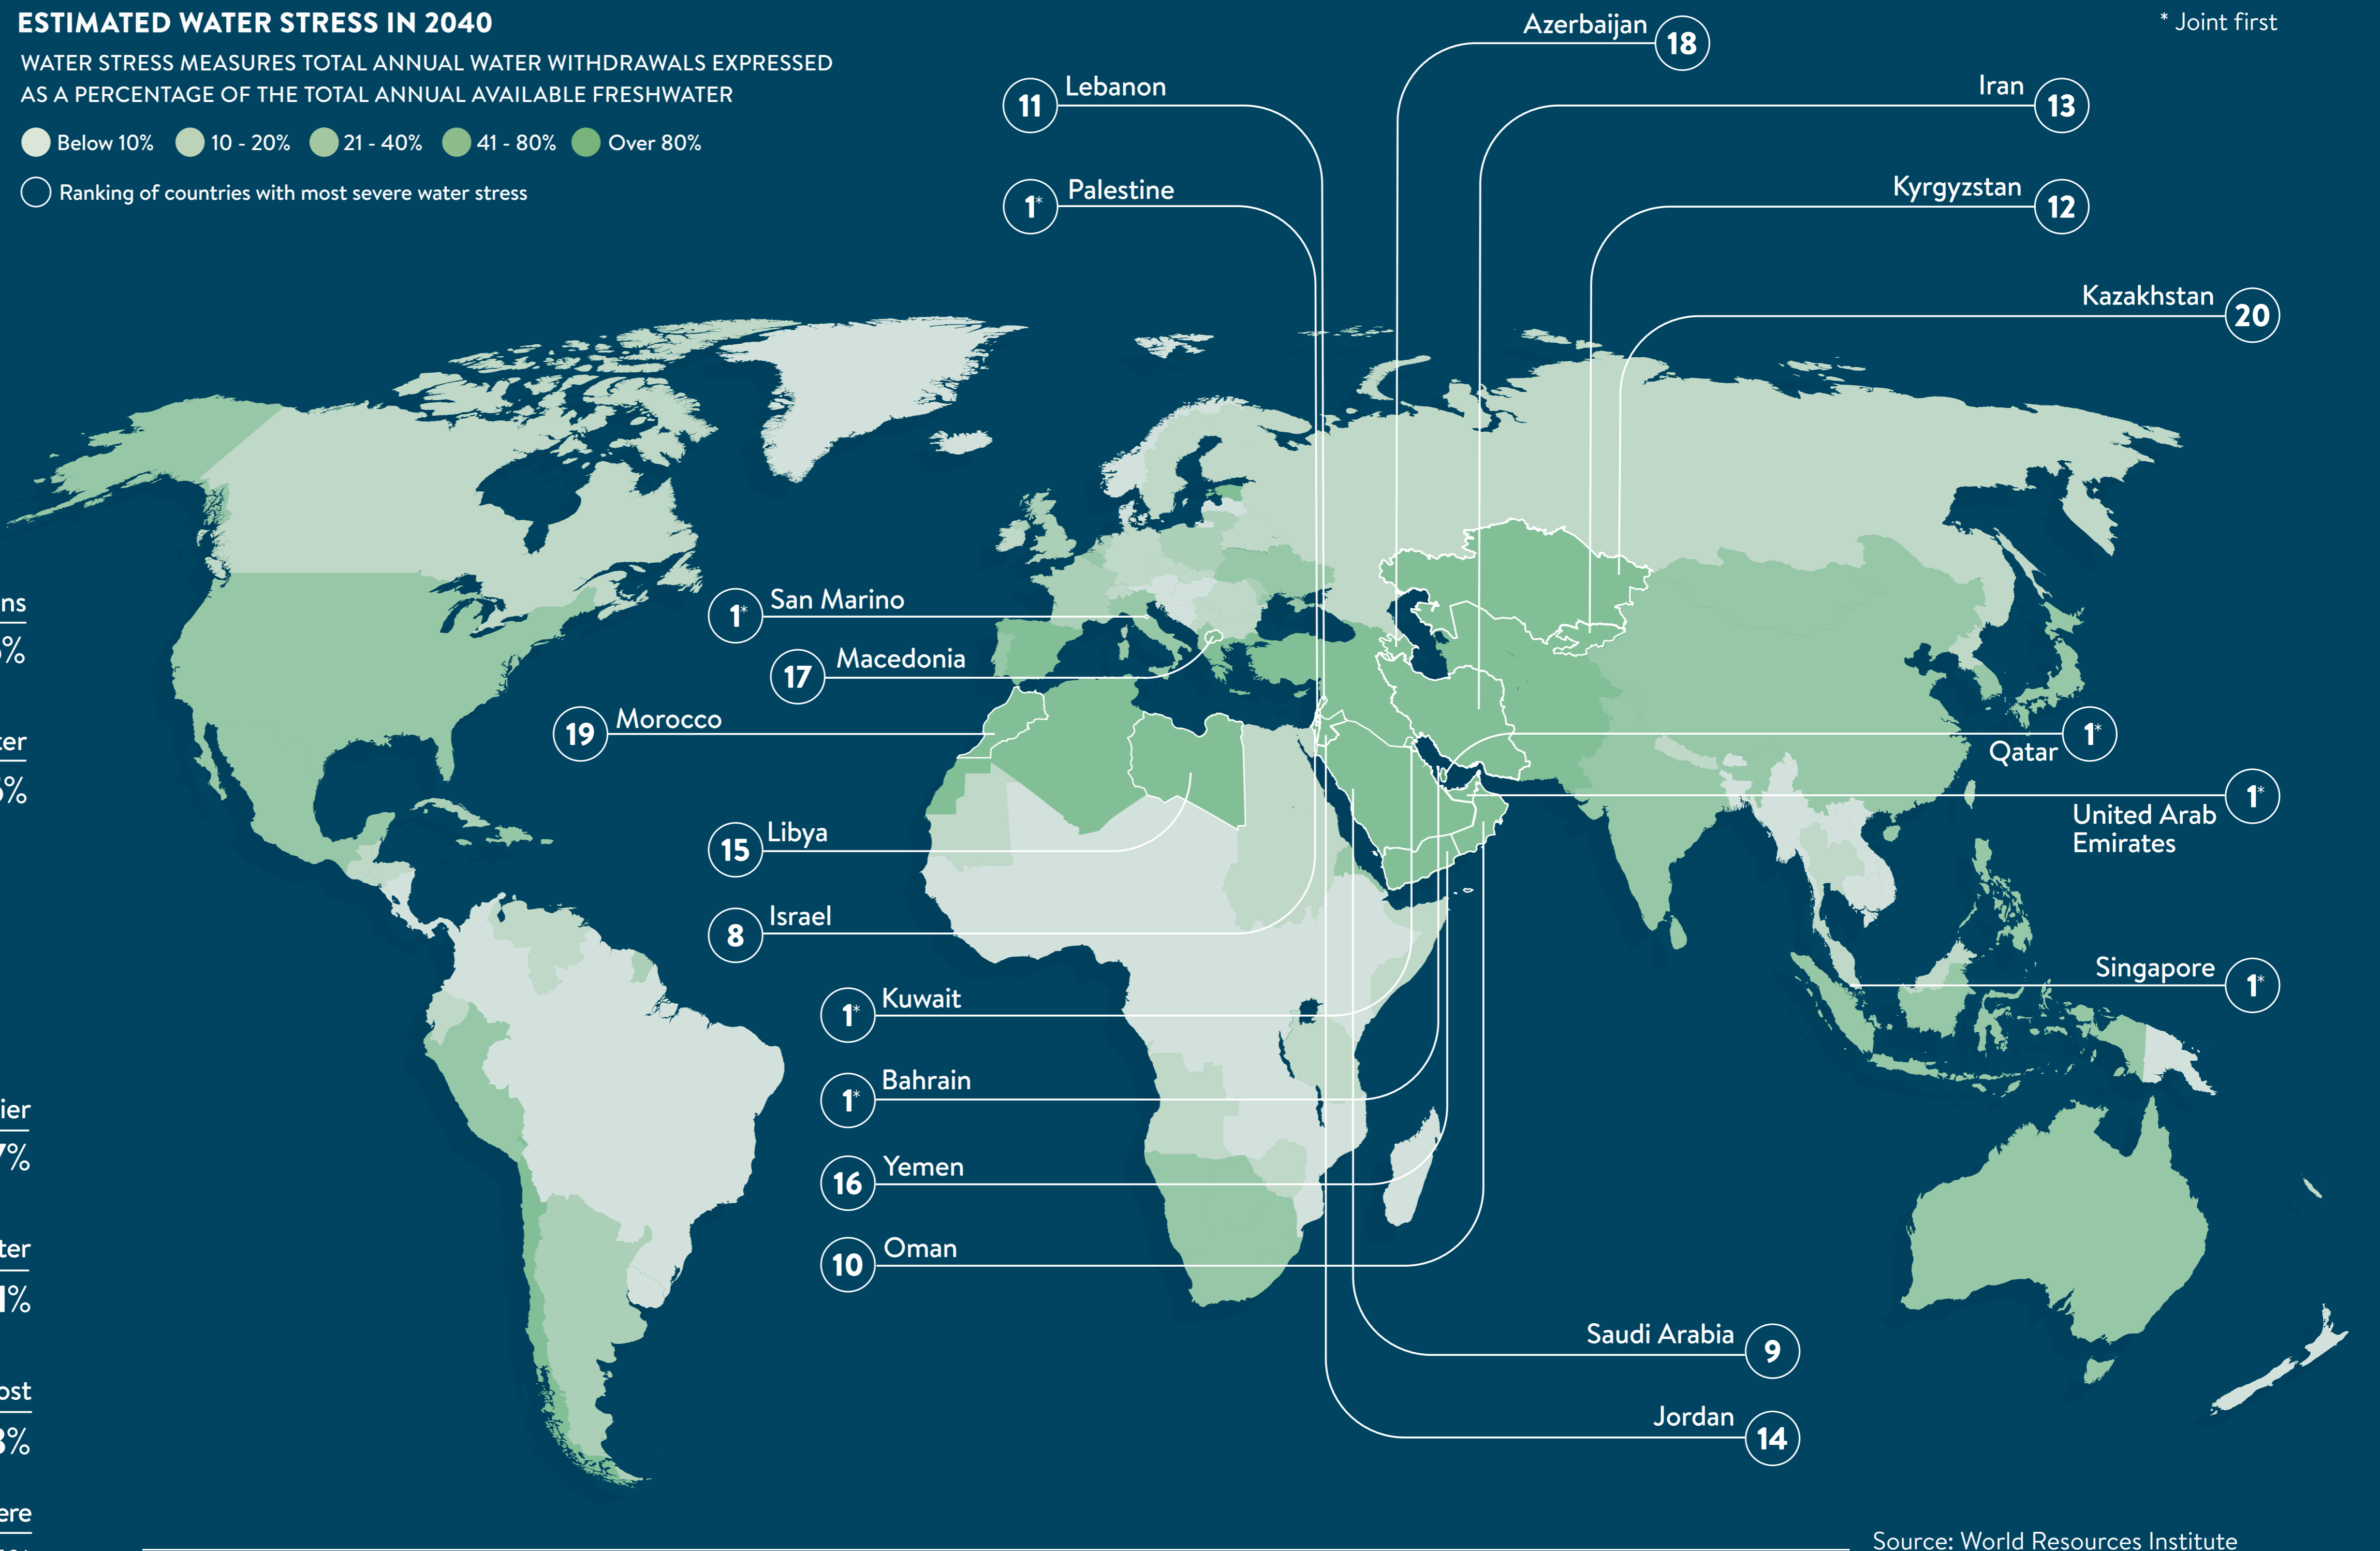 ESTIMATED WATER STRESS IN 2040
WATER STRESS MEASURES TOTAL ANNUAL WATER WITHDRAWALS EXPRESSED
AS A PERCENTAGE OF THE TOTAL ANNUAL AVAILABLE FRESHWATER
Below 10% 10 - 20% 21 - 40% 41 - 80% Over 80%
Ranking of countries with most severe water stress
* Joint first
Azerbaijan 18
11 Lebanon
Iran 13
1* Palestine
Kyrgyzstan 12
Kazakhstan 20
1* San Marino
17 Macedonia
19 Morocco
Qatar 1*
1*
United Arab
Emirates
15 Libya
8 Israel
Singapore 1*
1* Kuwait
1* Bahrain
16 Yemen
10 Oman
Saudi Arabia 9
Jordan 14
Source: World Resources Institute